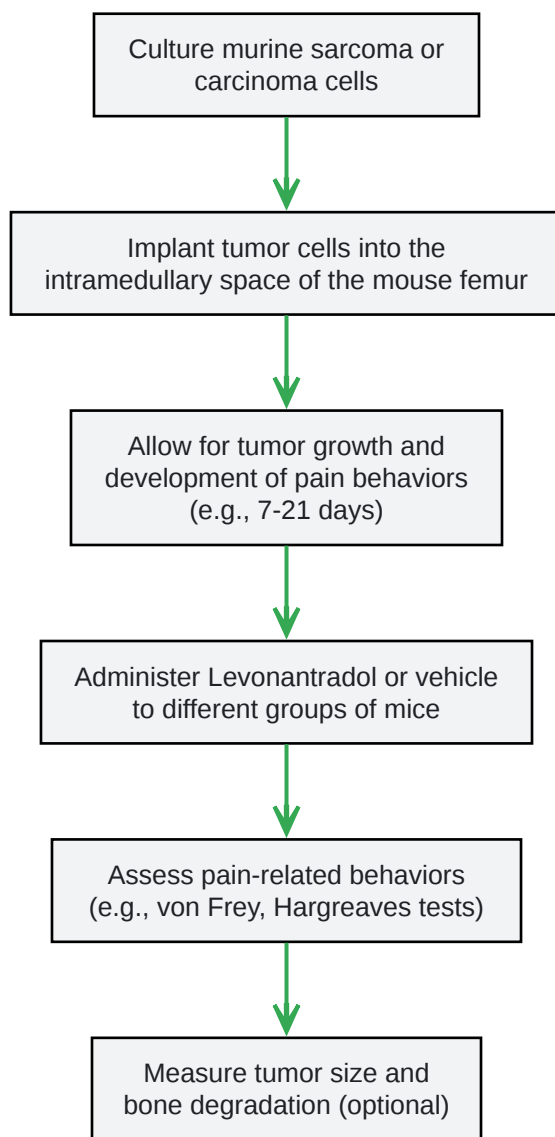 Culture murine sarcoma or
carcinoma cells
Implant tumor cells into the
intramedullary space of the mouse femur
Allow for tumor growth and
development of pain behaviors
(e.g., 7-21 days)
Administer Levonantradol or vehicle
to different groups of mice
Assess pain-related behaviors
(e.g., von Frey, Hargreaves tests)
Measure tumor size and
bone degradation (optional)